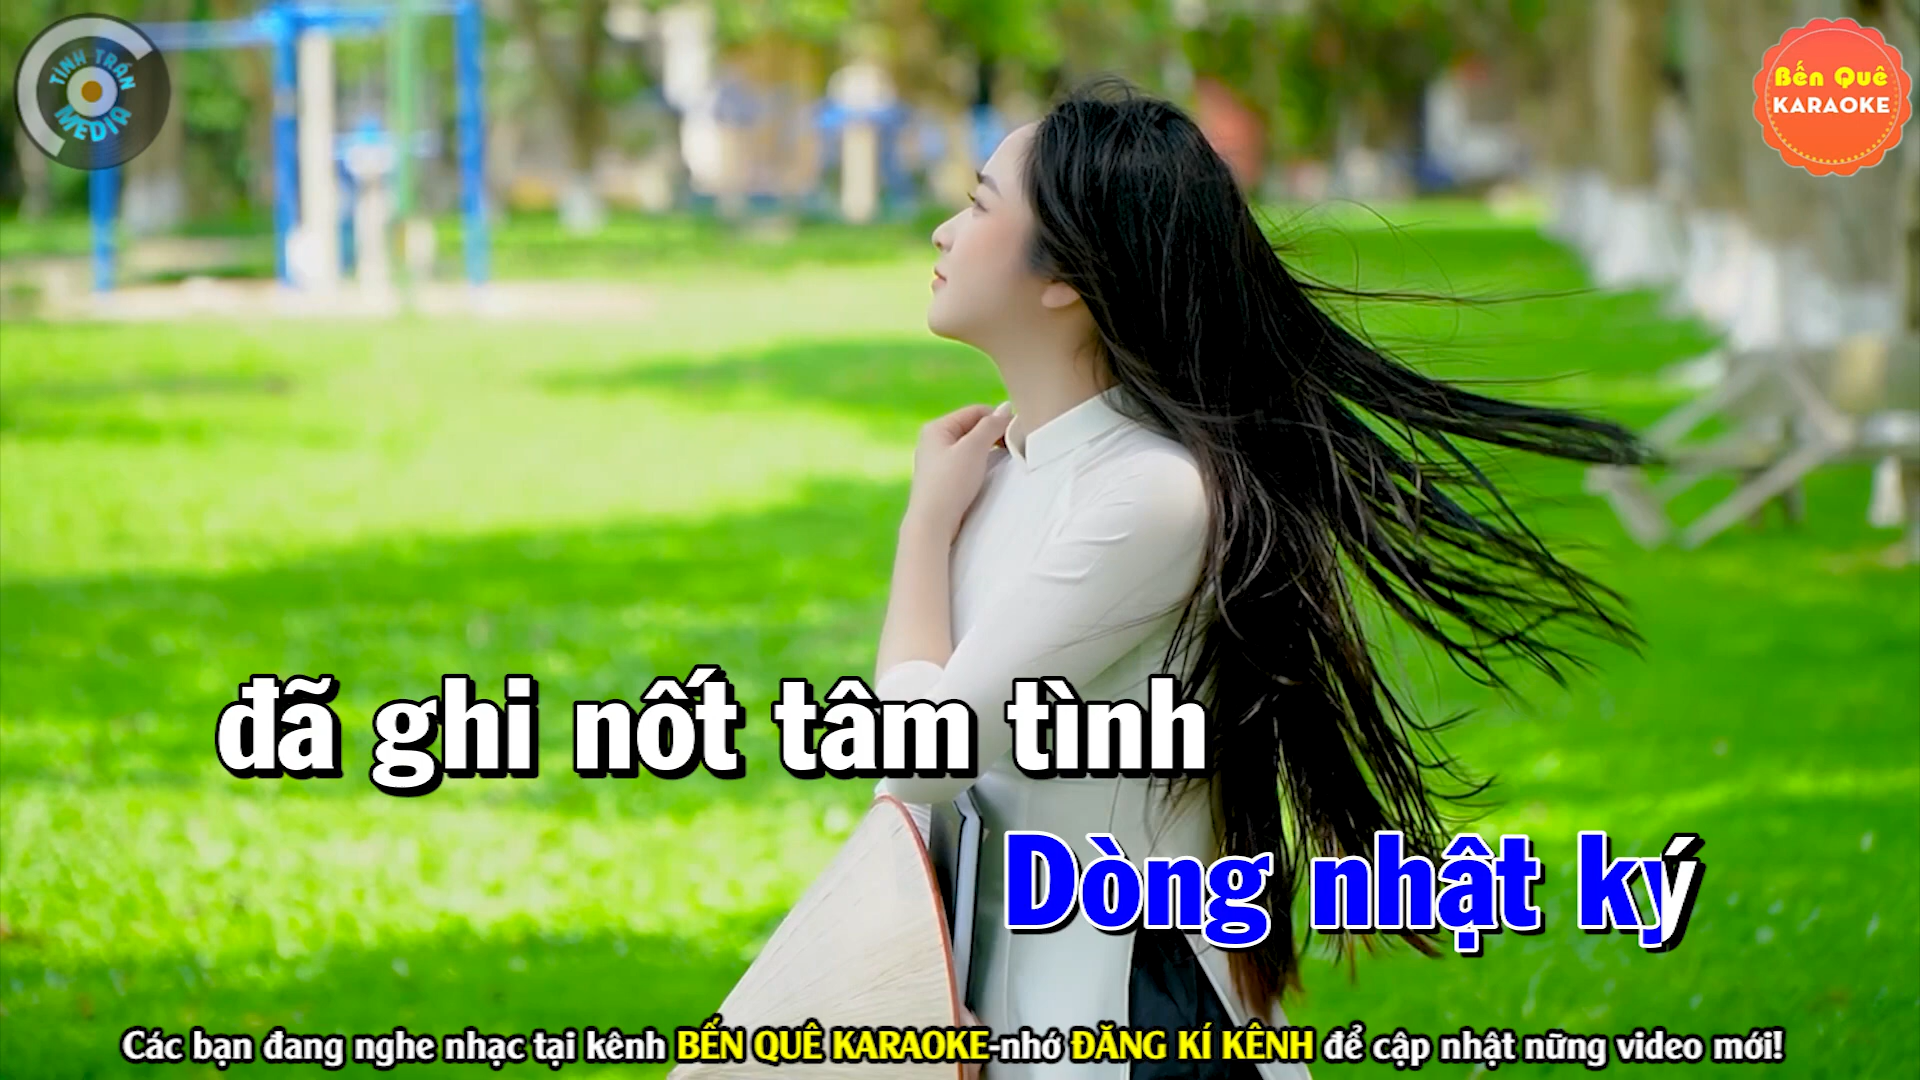 TÌNH TRẦN
MEDIA
Bến Quê
KARAOKE
đã ghi nốt tâm tình
Dòng nhật ký
Các bạn đang nghe nhạc tại kênh BẾN QUÊ KARAOKE-nhớ ĐĂNG KÍ KÊNH để cập nhật nững video mới!